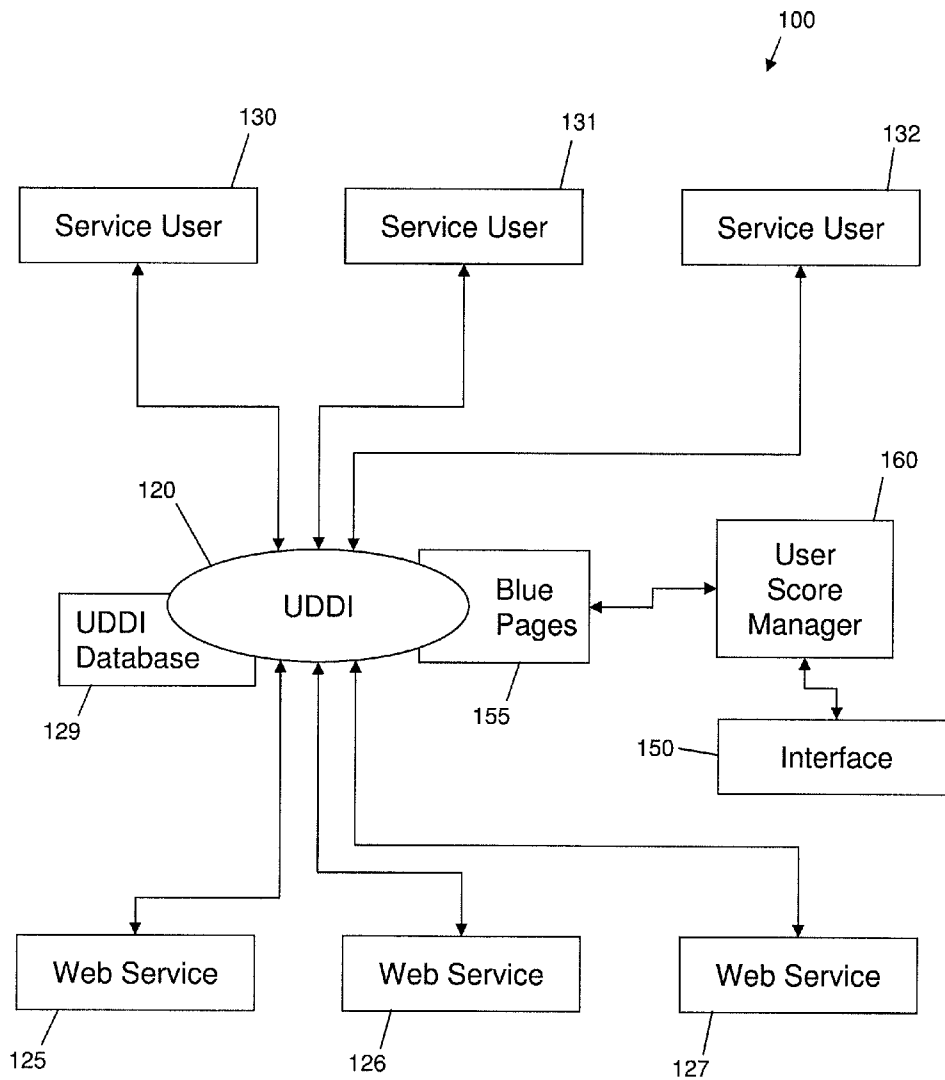 100
130
131
132
Service User
Service User
Service User
120
160
UDDI
Blue
Pages
User
Score
Manager
UDDI
Database
129
155
150
Interface
Web Service
Web Service
Web Service
125
126
127